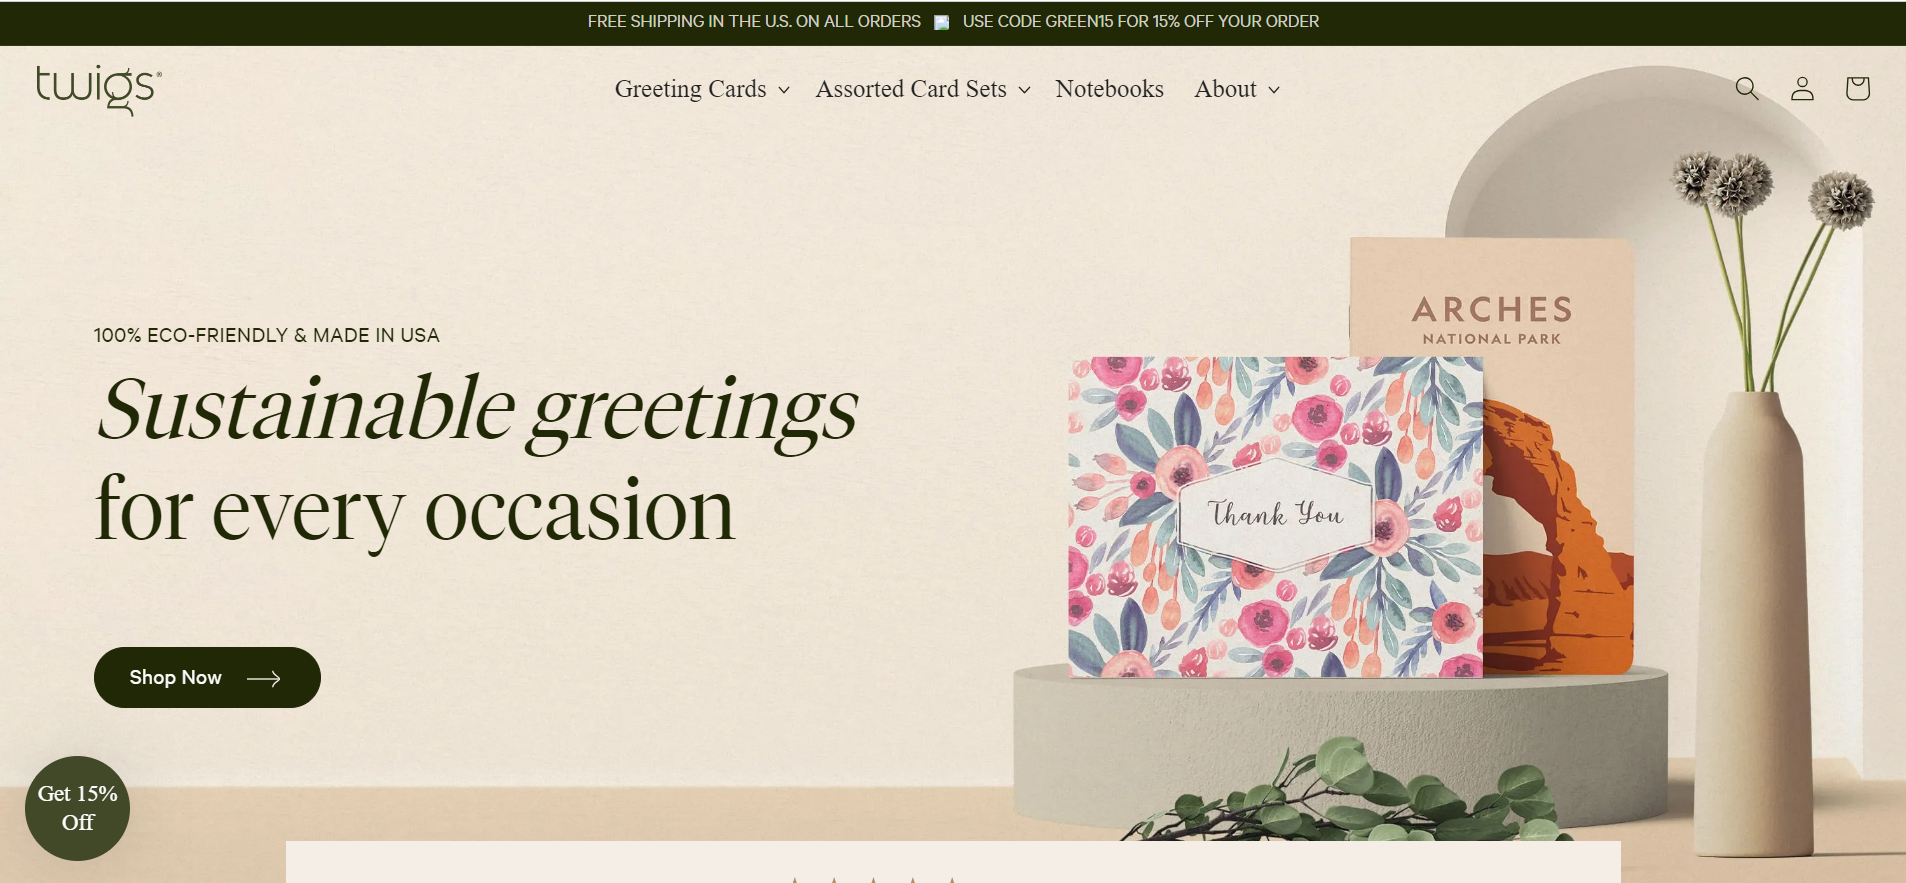 FREE SHIPPING IN THE U.S. ON ALL ORDERS USE CODE GREEN15 FOR 15% OFF YOUR ORDER
twigs®
Greeting Cards Assorted Card Sets Notebooks About
100% ECO-FRIENDLY & MADE IN USA
Sustainable greetings
for every occasion
Shop Now
Get 15%
Off
ARCHES
NATIONAL PARK
Thank You